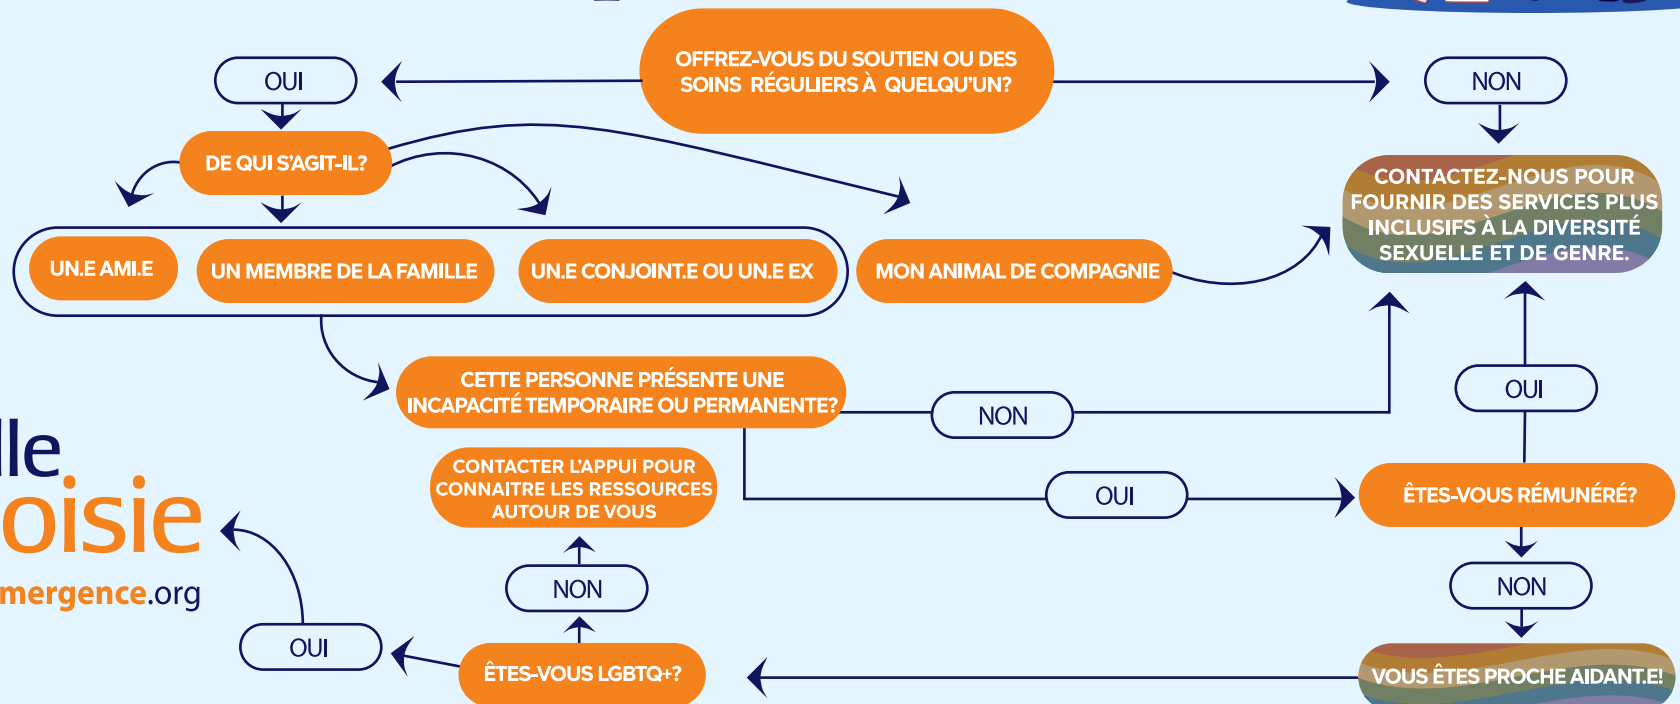 OFFREZ-VOUS DU SOUTIEN OU DES
SOINS RÉGULIERS À QUELQU'UN?
OUI
NON
DE QUI S'AGIT-IL?
CONTACTEZ-NOUS POUR
FOURNIR DES SERVICES PLUS
INCLUSIFS À LA DIVERSITÉ
SEXUELLE ET DE GENRE.
UN.E AMI.E
UN MEMBRE DE LA FAMILLE
UN.E CONJOINT.E OU UN.E EX
MON ANIMAL DE COMPAGNIE
CETTE PERSONNE PRÉSENTE UNE
INCAPACITÉ TEMPORAIRE OU PERMANENTE?
NON
OUI
CONTACTER L'APPUI POUR
CONNAITRE LES RESSOURCES
AUTOUR DE VOUS
OUI
ÊTES-VOUS RÉMUNÉRÉ?
lle
oisie
mergence.org
NON
NON
OUI
ÊTES-VOUS LGBTQ+?
VOUS ÊTES PROCHE AIDANT.E!